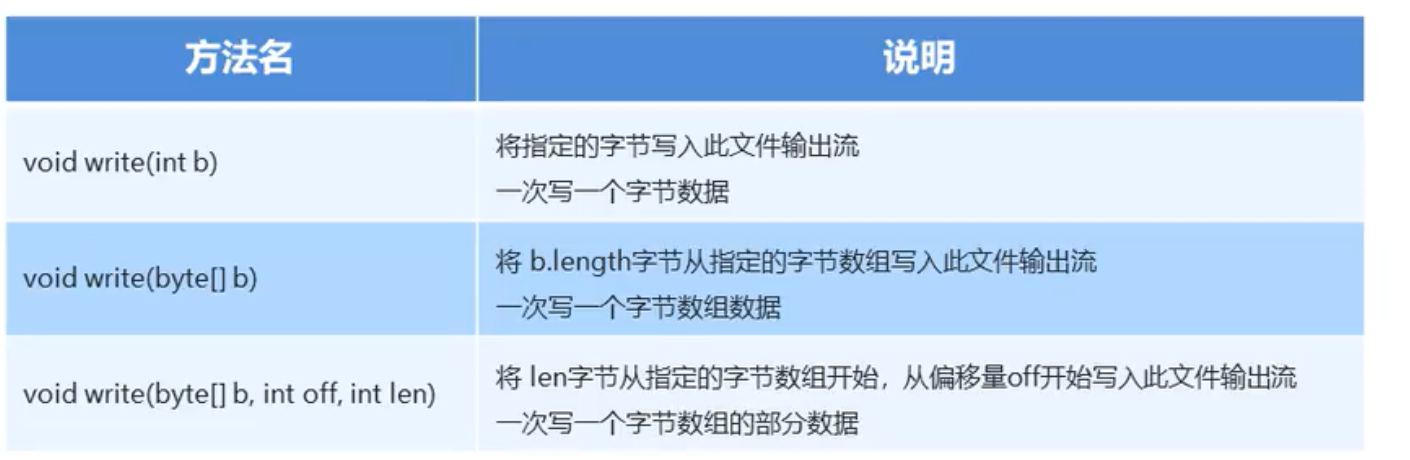 方法名 说明
void write(int b)
将指定的字节写入此文件输出流
一次写一个字节数据
void write(byte[] b)
将 b.length字节从指定的字节数组写入此文件输出流
一次写一个字节数组数据
void write(byte[] b, int off, int len)
将 len字节从指定的字节数组开始，从偏移量off开始写入此文件输出流
一次写一个字节数组的部分数据